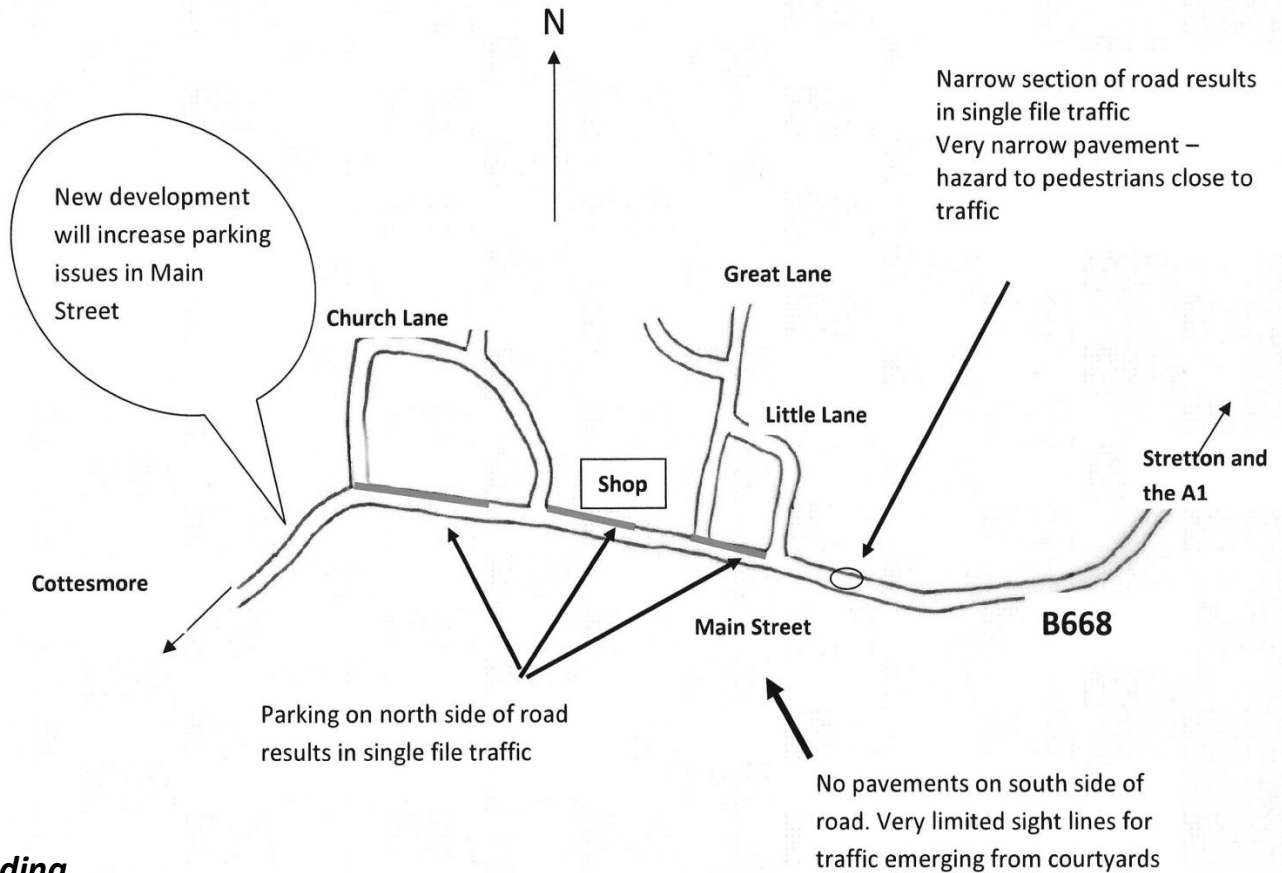 N
Narrow section of road results
in single file traffic
Very narrow pavement –
hazard to pedestrians close to
traffic
New development
will increase parking
issues in Main
Street
Great Lane
Church Lane
Little Lane
Shop
Stretton and
the A1
Cottesmore
Main Street
B668
Parking on north side of road
results in single file traffic
No pavements on south side of
road. Very limited sight lines for
traffic emerging from courtyards